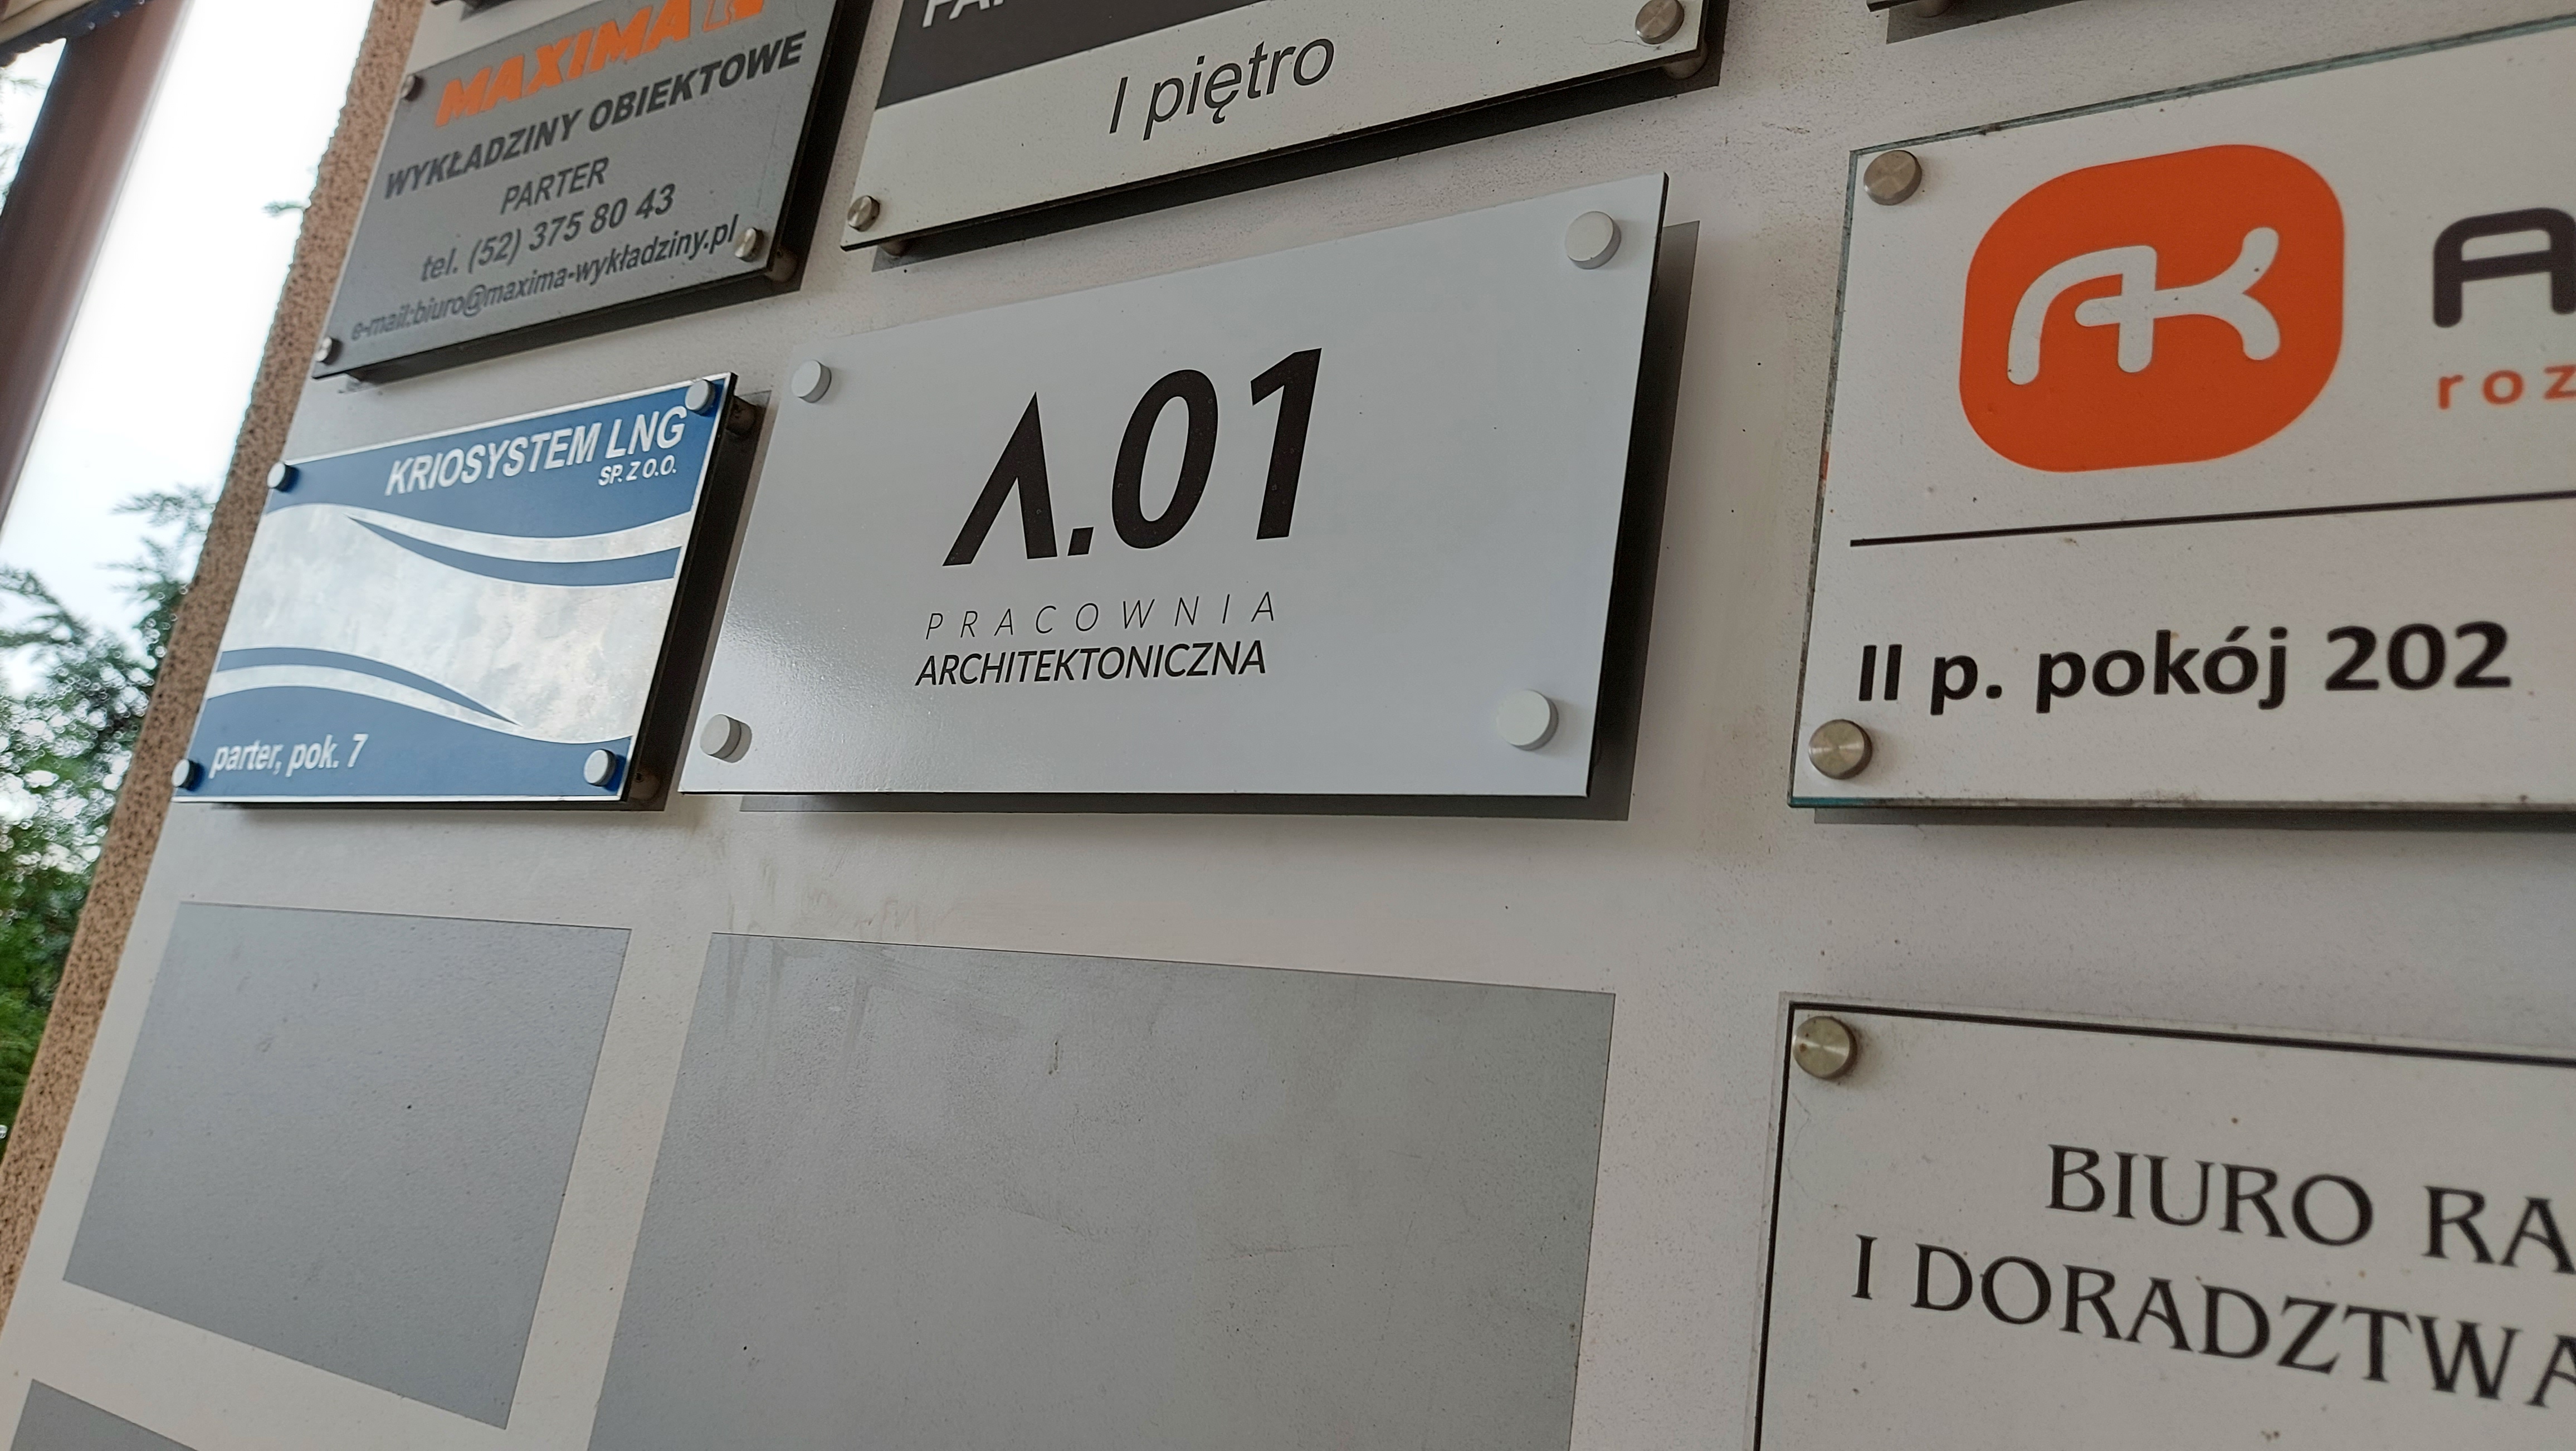 MAXIMA
WYKŁADZINY OBIEKTOWE
PARTER
tel. (52) 375 80 43
e-mail:biuro@maxima-wykładziny.pl
I piętro
KRIOSYSTEM LNG
SP. Z O.O.
parter, pok. 7
Λ.01
PRACOWNIA
ARCHITEKTONICZNA
AK
II p. pokój 202
BIURO
I DORADZTWA